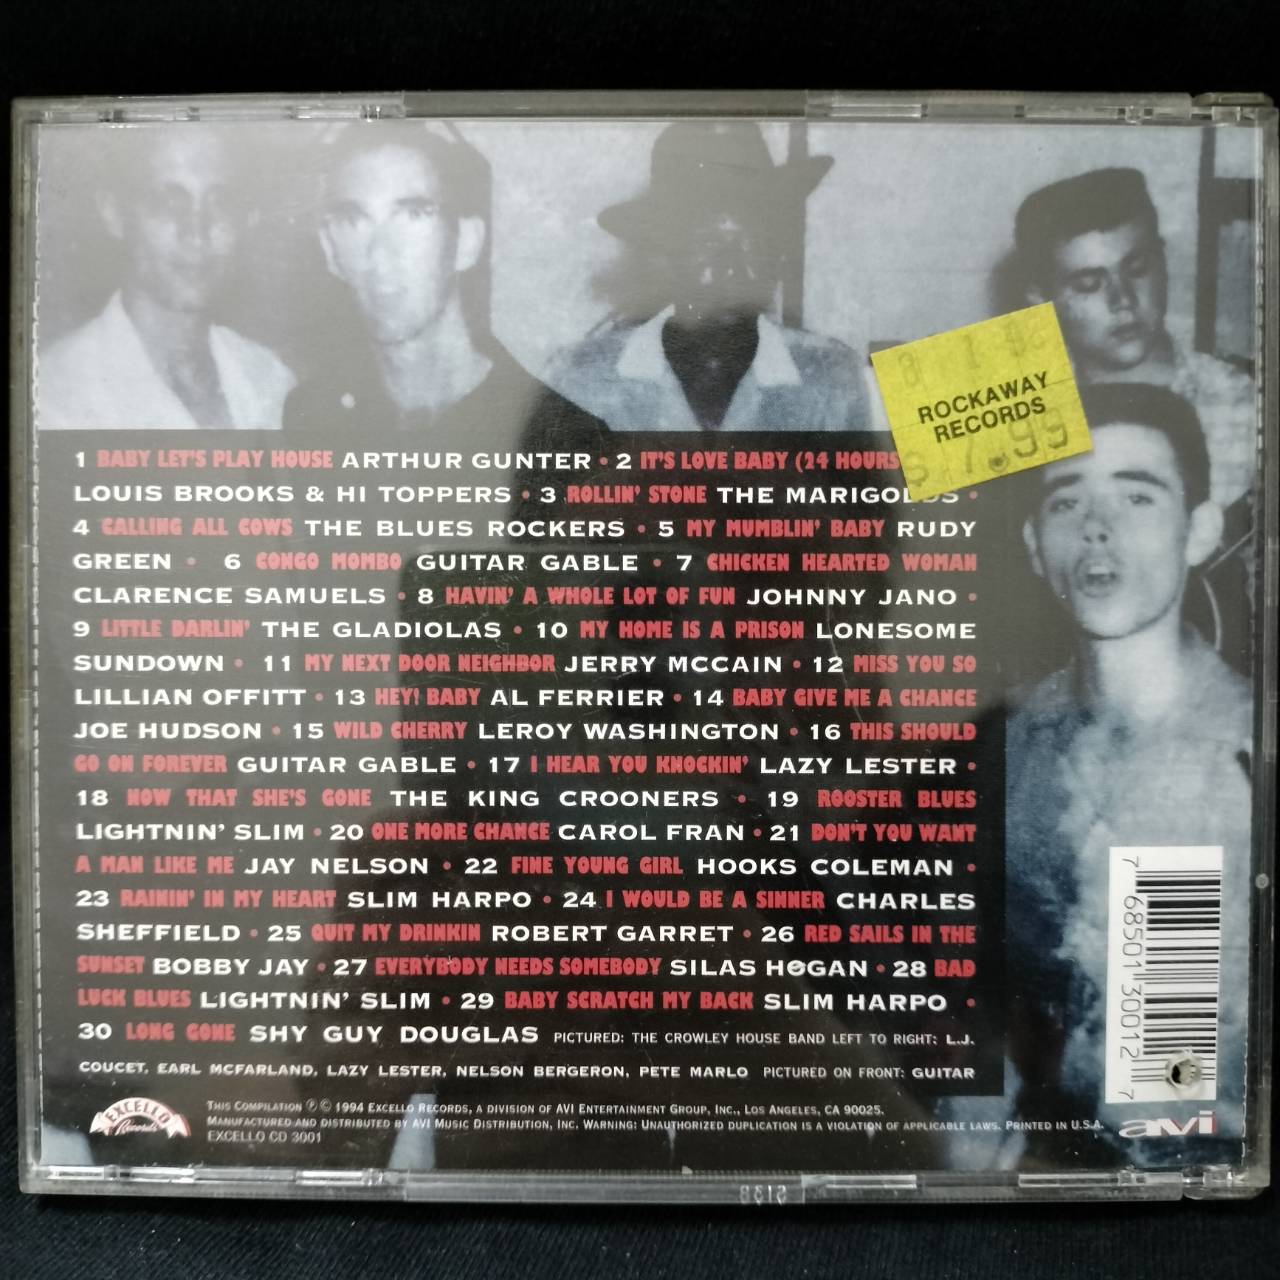 ROCKAWAY
RECORDS
1 BABY LET'S PLAY HOUSE ARTHUR GUNTER • 2 IT'S LOVE BABY (24 HOURS
LOUIS BROOKS & HI TOPPERS • 3 ROLLIN' STONE THE MARIGOLDS •
4 CALLING ALL COWS THE BLUES ROCKERS • 5 MY MUMBLIN' BABY RUDY
GREEN • 6 CONGO MOMBO GUITAR GABLE • 7 CHICKEN HEARTED WOMAN
CLARENCE SAMUELS • 8 HAVIN' A WHOLE LOT OF FUN JOHNNY JANO •
9 LITTLE DARLIN' THE GLADIOLAS • 10 MY HOME IS A PRISON LONESOME
SUNDOWN • 11 MY NEXT DOOR NEIGHBOR JERRY MCCAIN • 12 MISS YOU SO
LILLIAN OFFITT • 13 HEY! BABY AL FERRIER • 14 BABY GIVE ME A CHANCE
JOE HUDSON • 15 WILD CHERRY LEROY WASHINGTON • 16 THIS SHOULD
GO ON FOREVER GUITAR GABLE • 17 I HEAR YOU KNOCKIN' LAZY LESTER •
18 NOW THAT SHE'S GONE THE KING CROONERS • 19 ROOSTER BLUES
LIGHTNIN' SLIM • 20 ONE MORE CHANCE CAROL FRAN • 21 DON'T YOU WANT
A MAN LIKE ME JAY NELSON • 22 FINE YOUNG GIRL HOOKS COLEMAN •
23 RAININ' IN MY HEART SLIM HARPO • 24 I WOULD BE A SINNER CHARLES
SHEFFIELD • 25 QUIT MY DRINKIN ROBERT GARRET • 26 RED SAILS IN THE
SUNSET BOBBY JAY • 27 EVERYBODY NEEDS SOMEBODY SILAS HOGAN • 28 BAD
LUCK BLUES LIGHTNIN' SLIM • 29 BABY SCRATCH MY BACK SLIM HARPO •
30 LONG GONE SHY GUY DOUGLAS PICTURED: THE CROWLEY HOUSE BAND LEFT TO RIGHT: L.J.
COUCET, EARL MCFARLAND, LAZY LESTER, NELSON BERGERON, PETE MARLO PICTURED ON FRONT: GUITAR
EXCELLO
Records
THIS COMPILATION ℗ © 1994 EXCELLO RECORDS, A DIVISION OF AVI ENTERTAINMENT GROUP, INC., LOS ANGELES, CA 90025.
MANUFACTURED AND DISTRIBUTED BY AVI MUSIC DISTRIBUTION, INC. WARNING: UNAUTHORIZED DUPLICATION IS A VIOLATION OF APPLICABLE LAWS. PRINTED IN U.S.A.
EXCELLO CD 3001
7 68501 30012 7
avi